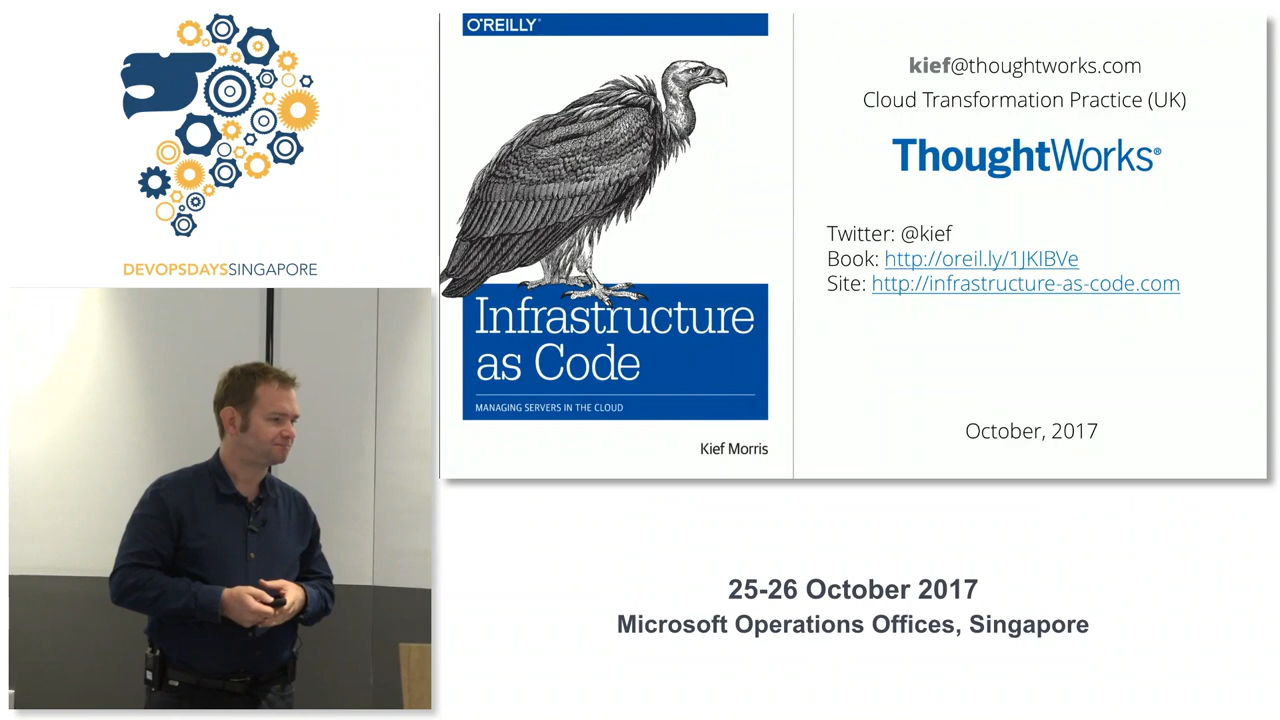 DEVOPSDAYSSINGAPORE
O'REILLY®
Infrastructure
as Code
MANAGING SERVERS IN THE CLOUD
Kief Morris
kief@thoughtworks.com
Cloud Transformation Practice (UK)
ThoughtWorks®
Twitter: @kief
Book: http://oreil.ly/1JKIBVe
Site: http://infrastructure-as-code.com
October, 2017
25-26 October 2017
Microsoft Operations Offices, Singapore